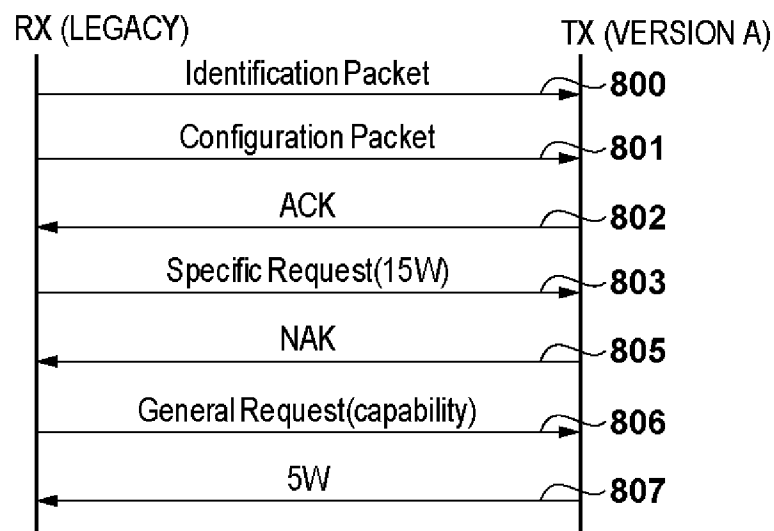 RX (LEGACY)
TX (VERSION A)
Identification Packet
800
Configuration Packet
801
ACK
802
Specific Request(15W)
803
NAK
805
General Request(capability)
806
5W
807